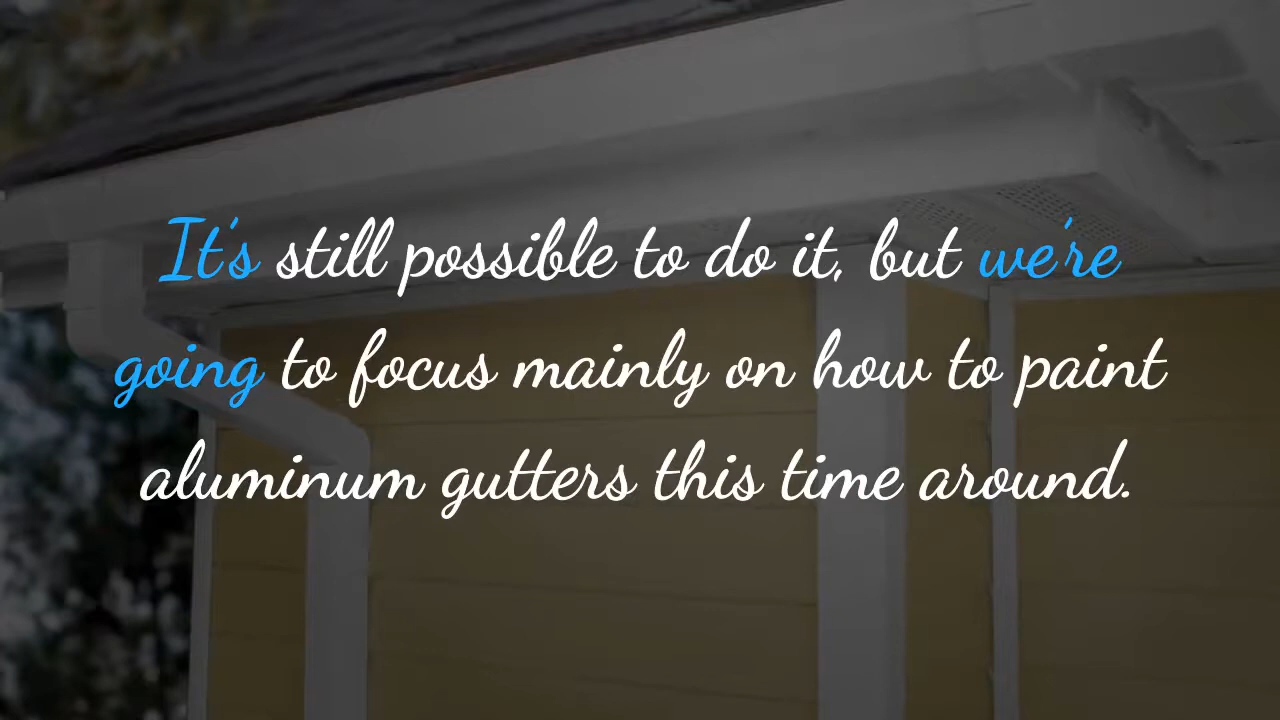 It's still possible to do it, but we're
going to focus mainly on how to paint
aluminum gutters this time around.